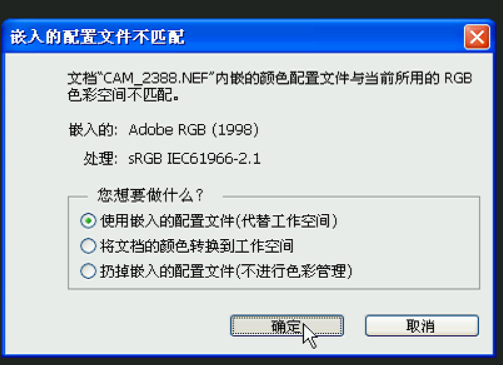 嵌入的配置文件不匹配
文档“CAM_2388.NEF”内嵌的颜色配置文件与当前所用的 RGB
色彩空间不匹配。
嵌入的: Adobe RGB (1998)
处理: sRGB IEC61966-2.1
您想要做什么?
使用嵌入的配置文件(代替工作空间)
将文档的颜色转换到工作空间
扔掉嵌入的配置文件(不进行色彩管理)
确定 取消